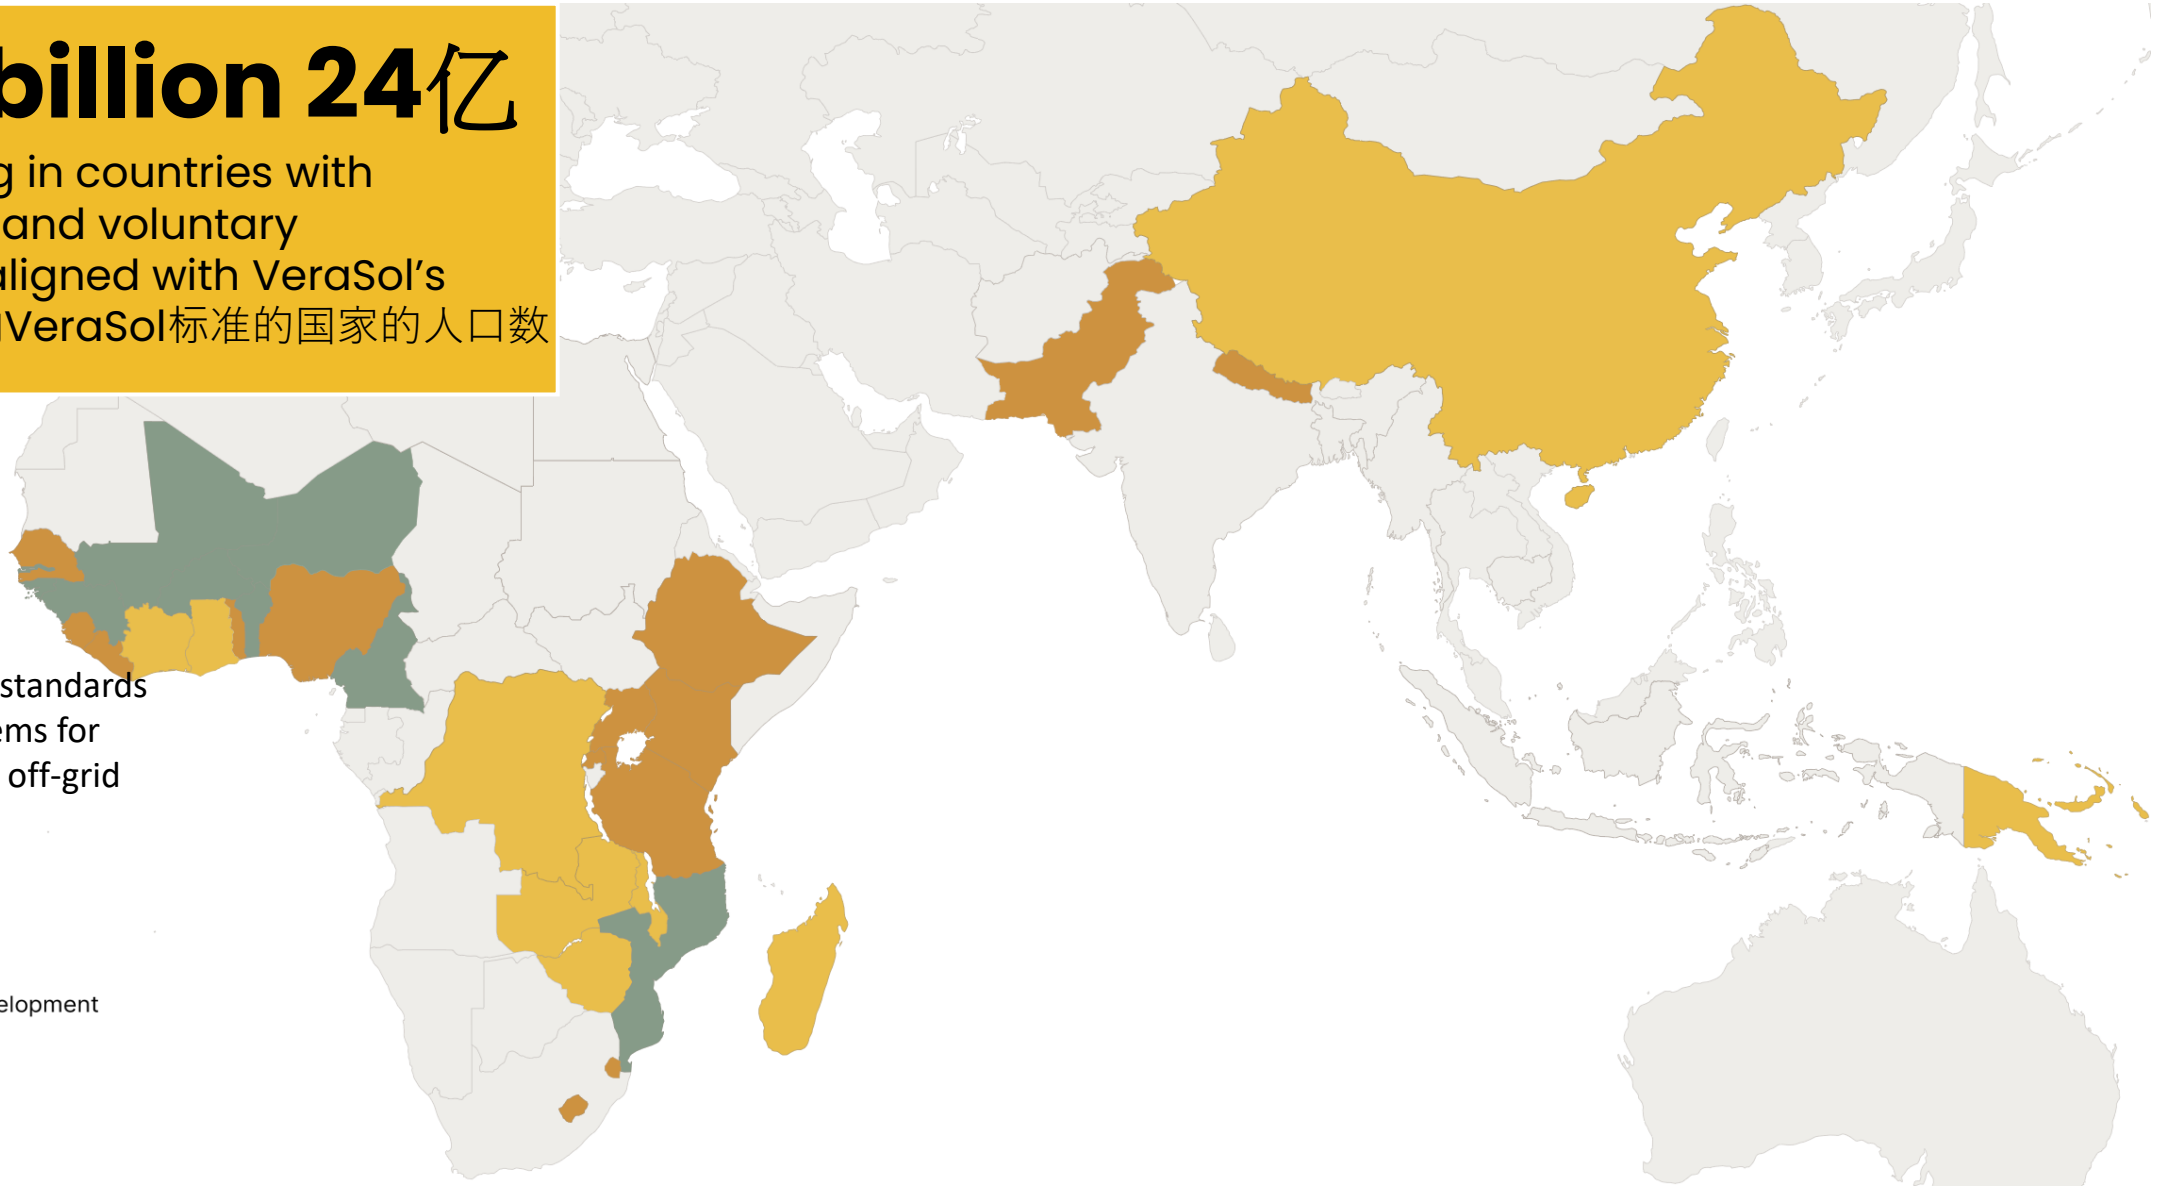 billion 24亿
g in countries with
and voluntary
aligned with VeraSol's
VeraSol标准的国家的人口数
standards
ems for
off-grid
elopment